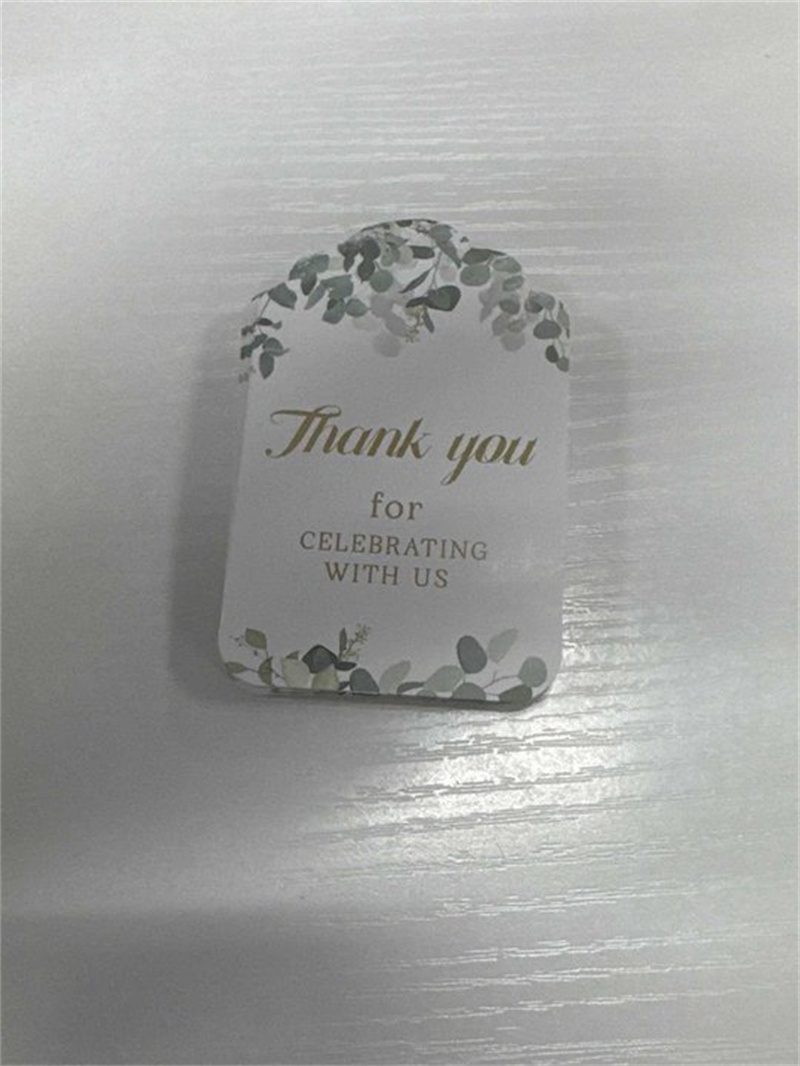 Thank you
for
CELEBRATING
WITH US